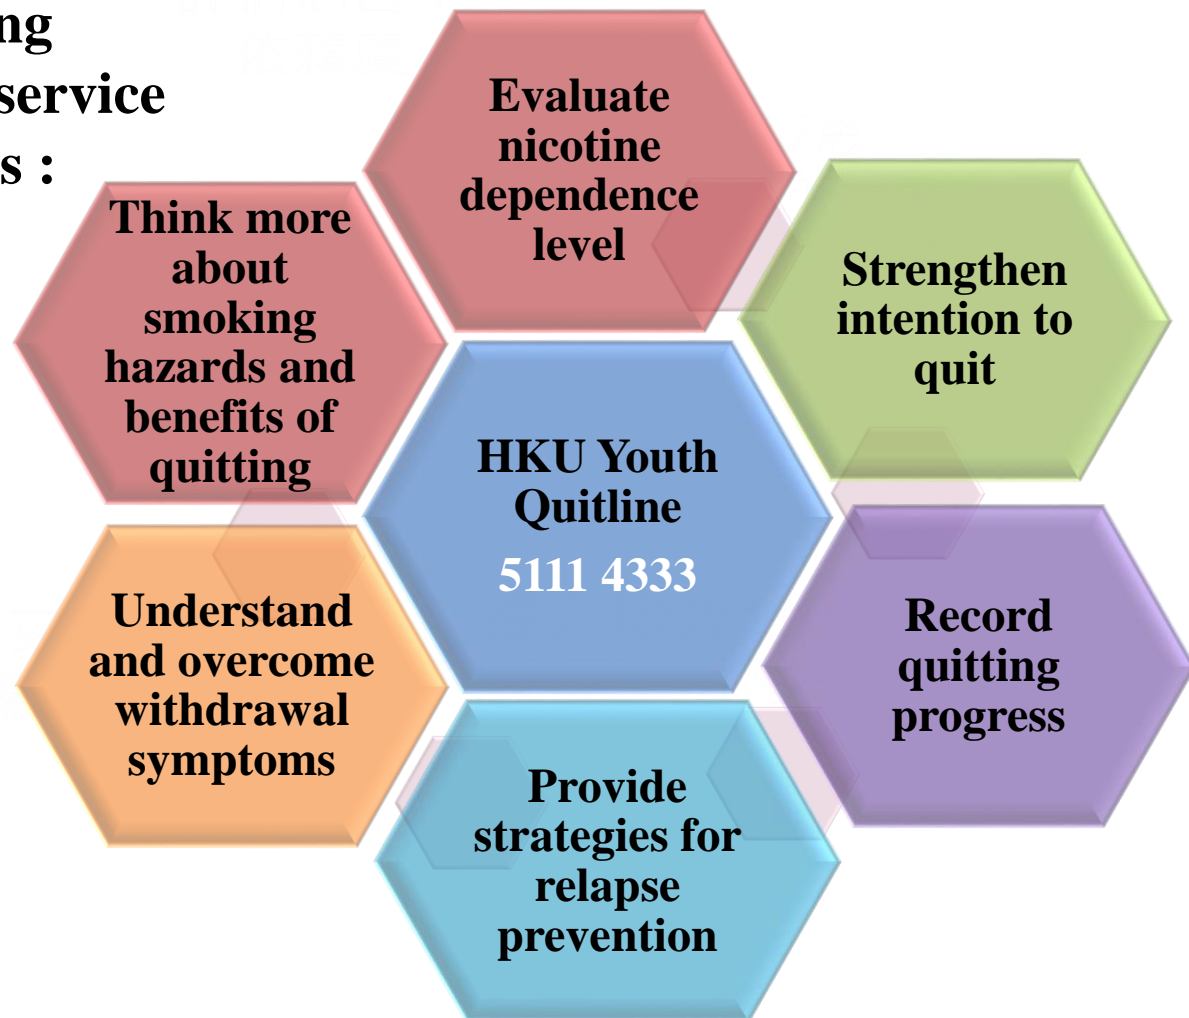 ng
service
s :
Evaluate
nicotine
dependence
level
Think more
about
smoking
hazards and
benefits of
quitting
Strengthen
intention to
quit
HKU Youth
Quitline
5111 4333
Understand
and overcome
withdrawal
symptoms
Record
quitting
progress
Provide
strategies for
relapse
prevention